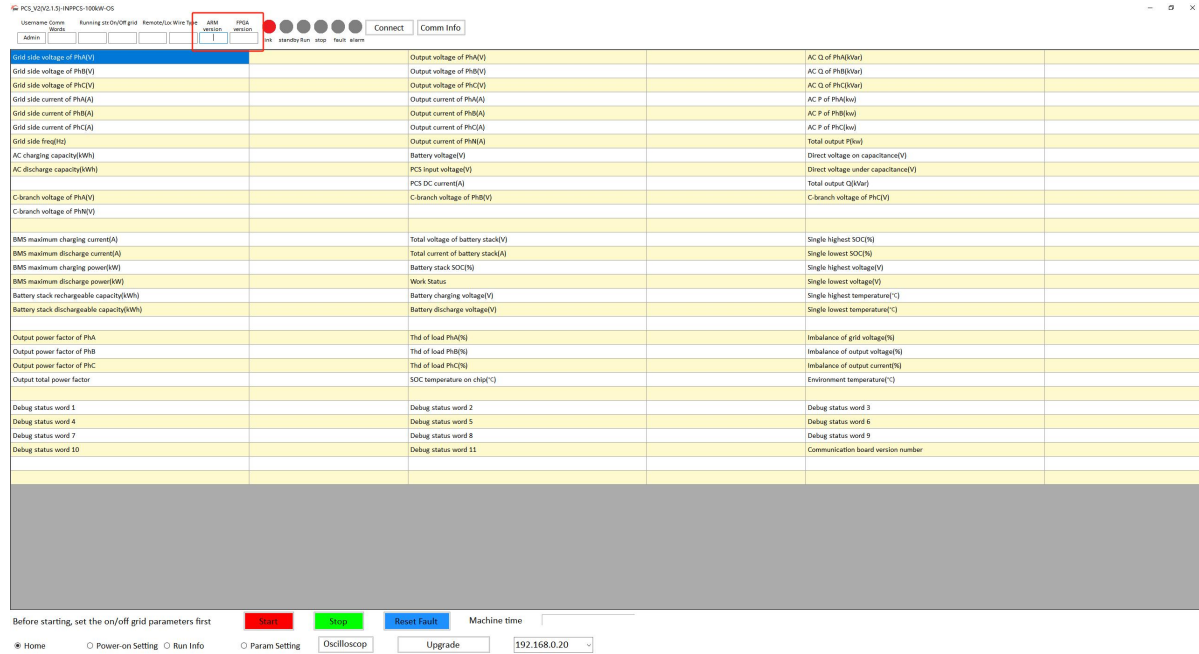 PCS_V2(V2.1.5)-INPPCS-100kW-OS
Username Comm Words Running str On/Off grid Remote/Loc Wire Type ARM version FPGA version
Admin
ink standby Run stop fault alarm
Connect Comm Info
Grid side voltage of PhA(V) Output voltage of PhA(V) AC Q of PhA(kVar)
Grid side voltage of PhB(V) Output voltage of PhB(V) AC Q of PhB(kVar)
Grid side voltage of PhC(V) Output voltage of PhC(V) AC Q of PhC(kVar)
Grid side current of PhA(A) Output current of PhA(A) AC P of PhA(kw)
Grid side current of PhB(A) Output current of PhB(A) AC P of PhB(kw)
Grid side current of PhC(A) Output current of PhC(A) AC P of PhC(kw)
Grid side freq(Hz) Output current of PhN(A) Total output P(kw)
AC charging capacity(kWh) Battery voltage(V) Direct voltage on capacitance(V)
AC discharge capacity(kWh) PCS input voltage(V) Direct voltage under capacitance(V)
PCS DC current(A) Total output Q(kVar)
C-branch voltage of PhA(V) C-branch voltage of PhB(V) C-branch voltage of PhC(V)
C-branch voltage of PhN(V)
BMS maximum charging current(A) Total voltage of battery stack(V) Single highest SOC(%)
BMS maximum discharge current(A) Total current of battery stack(A) Single lowest SOC(%)
BMS maximum charging power(kW) Battery stack SOC(%) Single highest voltage(V)
BMS maximum discharge power(kW) Work Status Single lowest voltage(V)
Battery stack rechargeable capacity(kWh) Battery charging voltage(V) Single highest temperature(℃)
Battery stack dischargeable capacity(kWh) Battery discharge voltage(V) Single lowest temperature(℃)
Output power factor of PhA Thd of load PhA(%) Imbalance of grid voltage(%)
Output power factor of PhB Thd of load PhB(%) Imbalance of output voltage(%)
Output power factor of PhC Thd of load PhC(%) Imbalance of output current(%)
Output total power factor SOC temperature on chip(℃) Environment temperature(℃)
Debug status word 1 Debug status word 2 Debug status word 3
Debug status word 4 Debug status word 5 Debug status word 6
Debug status word 7 Debug status word 8 Debug status word 9
Debug status word 10 Debug status word 11 Communication board version number
Before starting, set the on/off grid parameters first Start Stop Reset Fault Machine time
Home Power-on Setting Run Info Param Setting Oscilloscop Upgrade 192.168.0.20